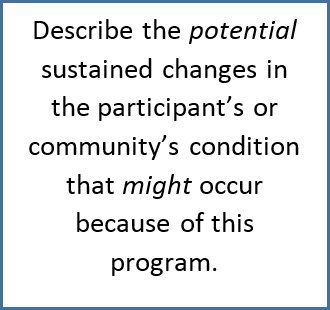 Describe the potential
sustained changes in
the participant’s or
community’s condition
that might occur
because of this
program.